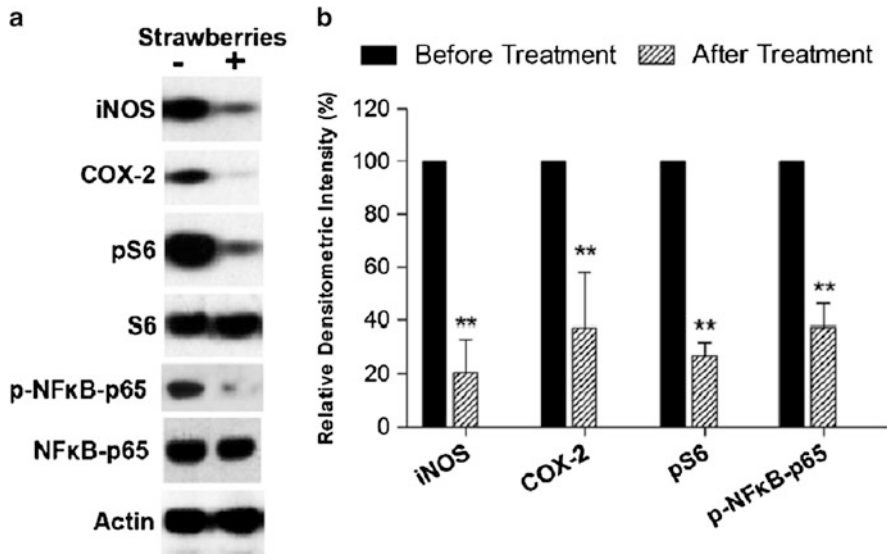 a
Strawberries
- +
iNOS
COX-2
pS6
S6
p-NFκB-p65
NFκB-p65
Actin
b
Before Treatment After Treatment
Relative Densitometric Intensity (%)
120
100
80
60
40
20
0
** ** ** **
iNOS COX-2 pS6 p-NFκB-p65